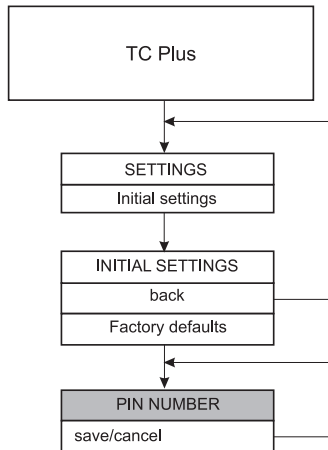 TC Plus
SETTINGS
Initial settings
INITIAL SETTINGS
back
Factory defaults
PIN NUMBER
save/cancel